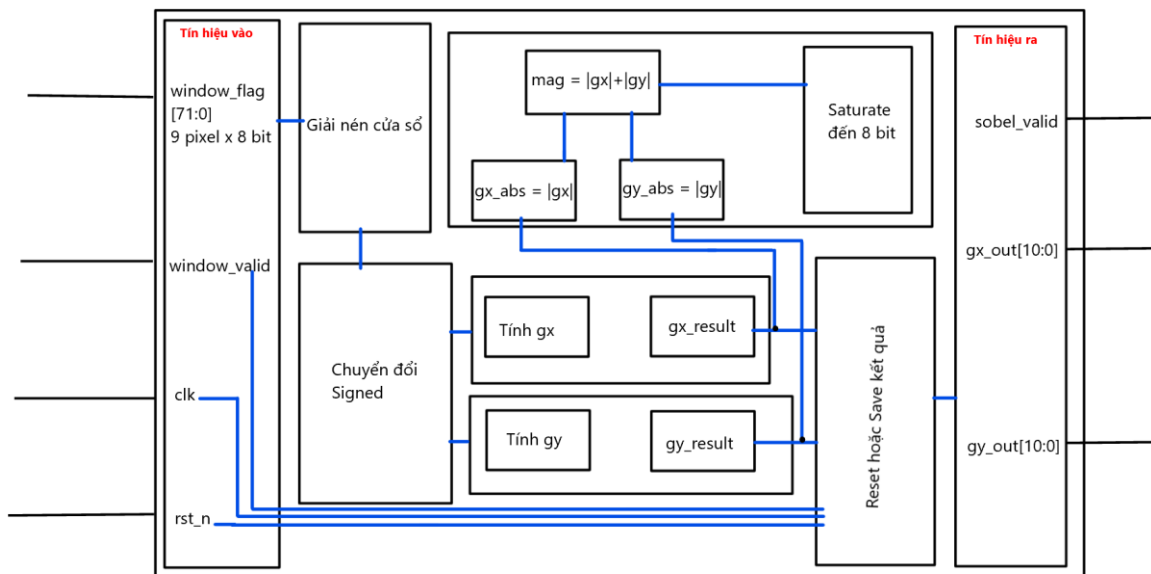 Tín hiệu vào
window_flag
[71:0]
9 pixel x 8 bit
window_valid
clk
rst_n
Giải nén cửa sổ
Chuyển đổi
Signed
mag = |gx|+|gy|
gx_abs = |gx|
gy_abs = |gy|
Saturate
đến 8 bit
Tính gx
gx_result
Tính gy
gy_result
Reset hoặc Save kết quả
Tín hiệu ra
sobel_valid
gx_out[10:0]
gy_out[10:0]